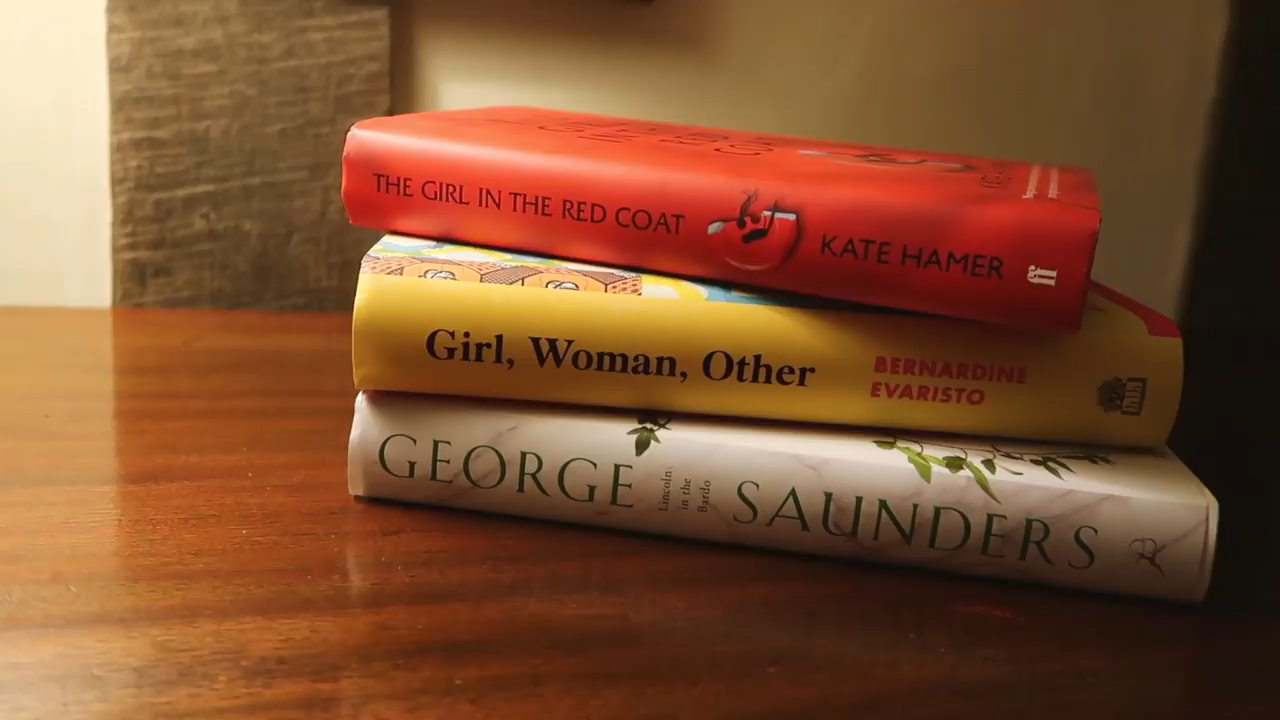 THE GIRL IN THE RED COAT
KATE HAMER
ff
Girl, Woman, Other
BERNARDINE
EVARISTO
GEORGE
Lincoln
in the
Bardo
SAUNDERS